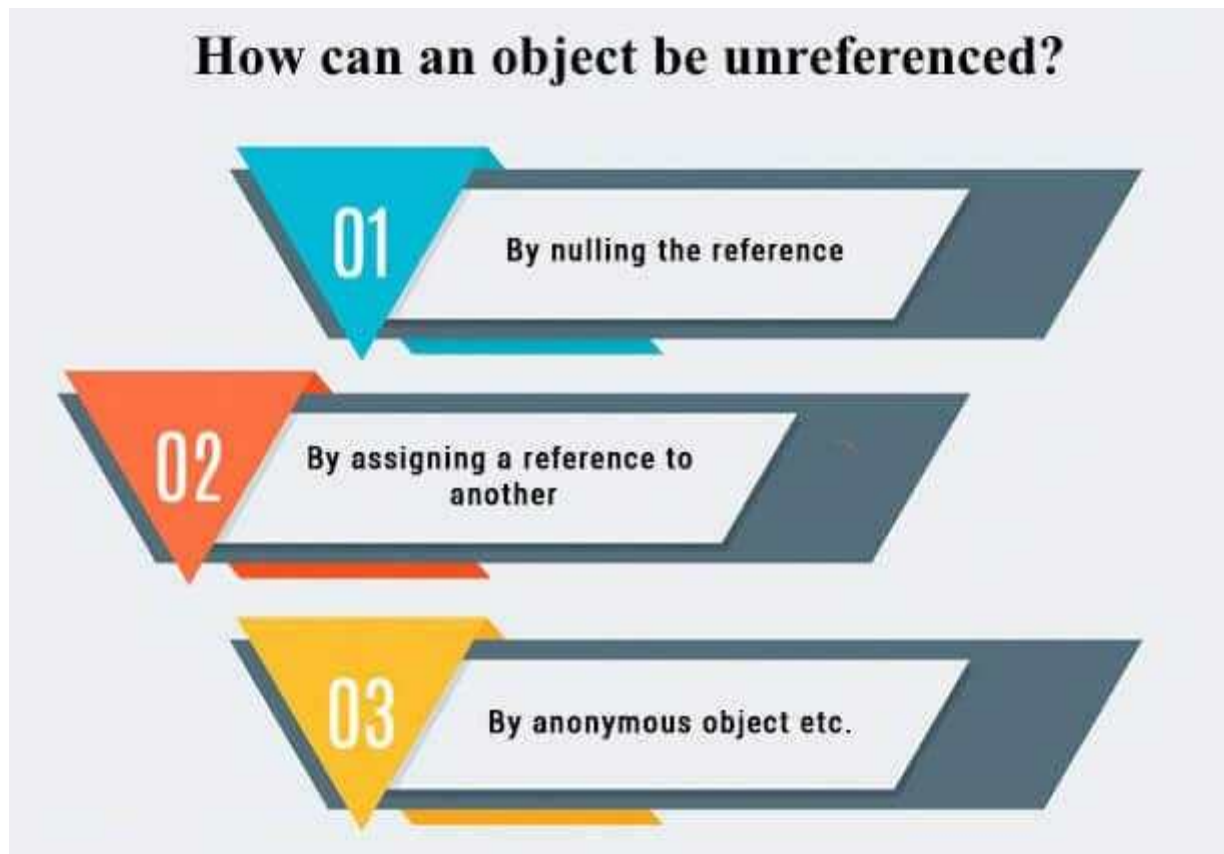 How can an object be unreferenced?
01
By nulling the reference
02
By assigning a reference to
another
03
By anonymous object etc.